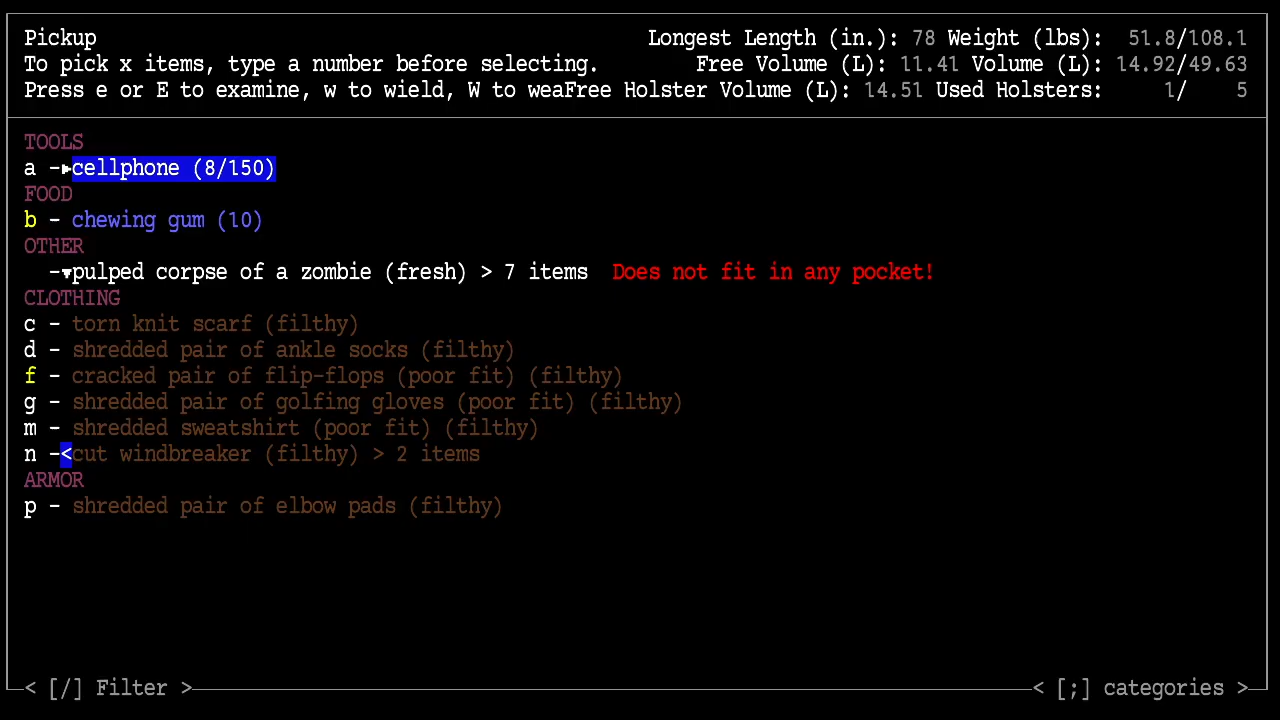 Pickup Longest Length (in.): 78 Weight (lbs): 51.8/108.1
To pick x items, type a number before selecting. Free Volume (L): 11.41 Volume (L): 14.92/49.63
Press e or E to examine, w to wield, W to weaFree Holster Volume (L): 14.51 Used Holsters: 1/ 5
TOOLS
a -▸cellphone (8/150)
FOOD
b - chewing gum (10)
OTHER
-▾pulped corpse of a zombie (fresh) > 7 items Does not fit in any pocket!
CLOTHING
c - torn knit scarf (filthy)
d - shredded pair of ankle socks (filthy)
f - cracked pair of flip-flops (poor fit) (filthy)
g - shredded pair of golfing gloves (poor fit) (filthy)
m - shredded sweatshirt (poor fit) (filthy)
n -<cut windbreaker (filthy) > 2 items
ARMOR
p - shredded pair of elbow pads (filthy)
< [/] Filter > < [;] categories >